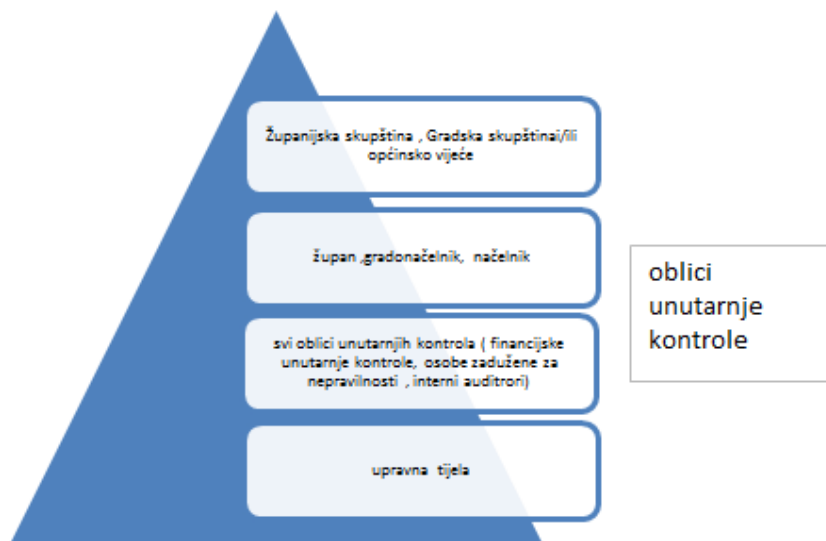 Županijska skupština , Gradska skupštinai/ili
općinsko vijeće
župan ,gradonačelnik, načelnik
svi oblici unutarnjih kontrola ( financijske
unutarnje kontrole, osobe zadužene za
nepravilnosti , interni auditrori)
upravna tijela
oblici
unutarnje
kontrole